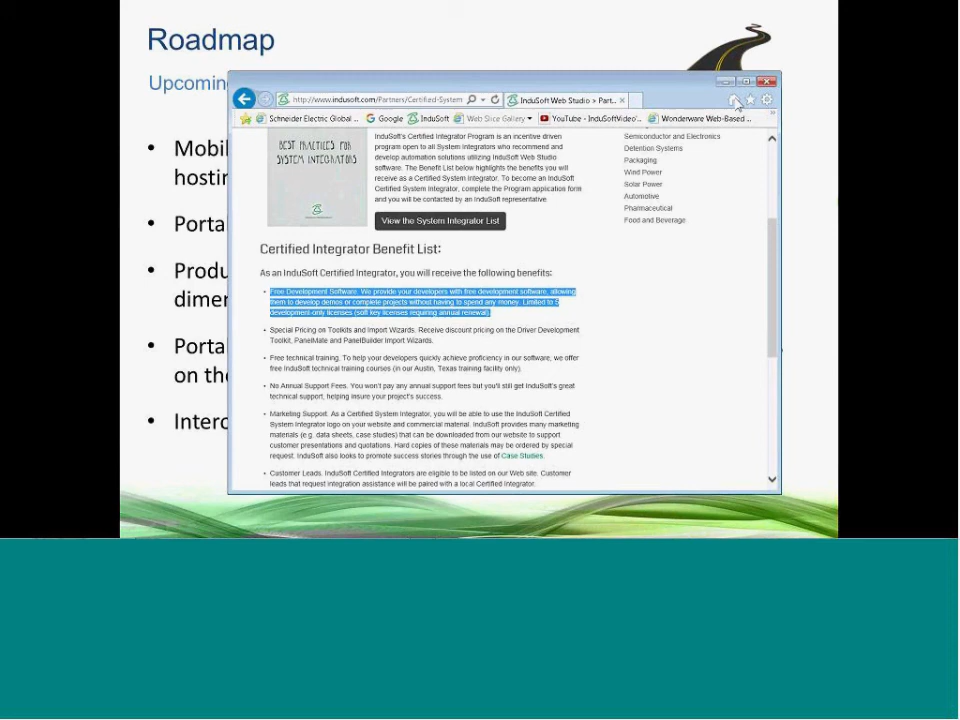 Roadmap
Upcoming
• Mobil
hostin
• Porta
• Produ
dimen
• Porta
on the
• Interc
http://www.indusoft.com/Partners/Certified-System
InduSoft Web Studio > Part...
Schneider Electric Global ...
Google
InduSoft
Web Slice Gallery
YouTube - InduSoftVideo'...
Wonderware Web-Based ...
BEST PRACTICES FOR
SYSTEM INTEGRATORS
InduSoft's Certified Integrator Program is an incentive driven
program open to all System Integrators who recommend and
develop automation solutions utilizing InduSoft Web Studio
software. The Benefit List below highlights the benefits you will
receive as a Certified System Integrator. To become an InduSoft
Certified System Integrator, complete the Program application form
and you will be contacted by an InduSoft representative.
View the System Integrator List
Semiconductor and Electronics
Detention Systems
Packaging
Wind Power
Solar Power
Automotive
Pharmaceutical
Food and Beverage
Certified Integrator Benefit List:
As an InduSoft Certified Integrator, you will receive the following benefits:
• Free Development Software. We provide your developers with free development software, allowing
them to develop demos or complete projects without having to spend any money. Limited to 5
development-only licenses (soft key licenses requiring annual renewal).
• Special Pricing on Toolkits and Import Wizards. Receive discount pricing on the Driver Development
Toolkit, PanelMate and PanelBuilder Import Wizards.
• Free technical training. To help your developers quickly achieve proficiency in our software, we offer
free InduSoft technical training courses (in our Austin, Texas training facility only).
• No Annual Support Fees. You won't pay any annual support fees but you'll still get InduSoft's great
technical support, helping insure your project's success.
• Marketing Support. As a Certified System Integrator, you will be able to use the InduSoft Certified
System Integrator logo on your website and commercial material. InduSoft provides many marketing
materials (e.g. data sheets, case studies) that can be downloaded from our website to support
customer presentations and quotations. Hard copies of these materials may be ordered by special
request. InduSoft also looks to promote success stories through the use of Case Studies.
• Customer Leads. InduSoft Certified Integrators are eligible to be listed on our Web site. Customer
leads that request integration assistance will be paired with a local Certified Integrator.